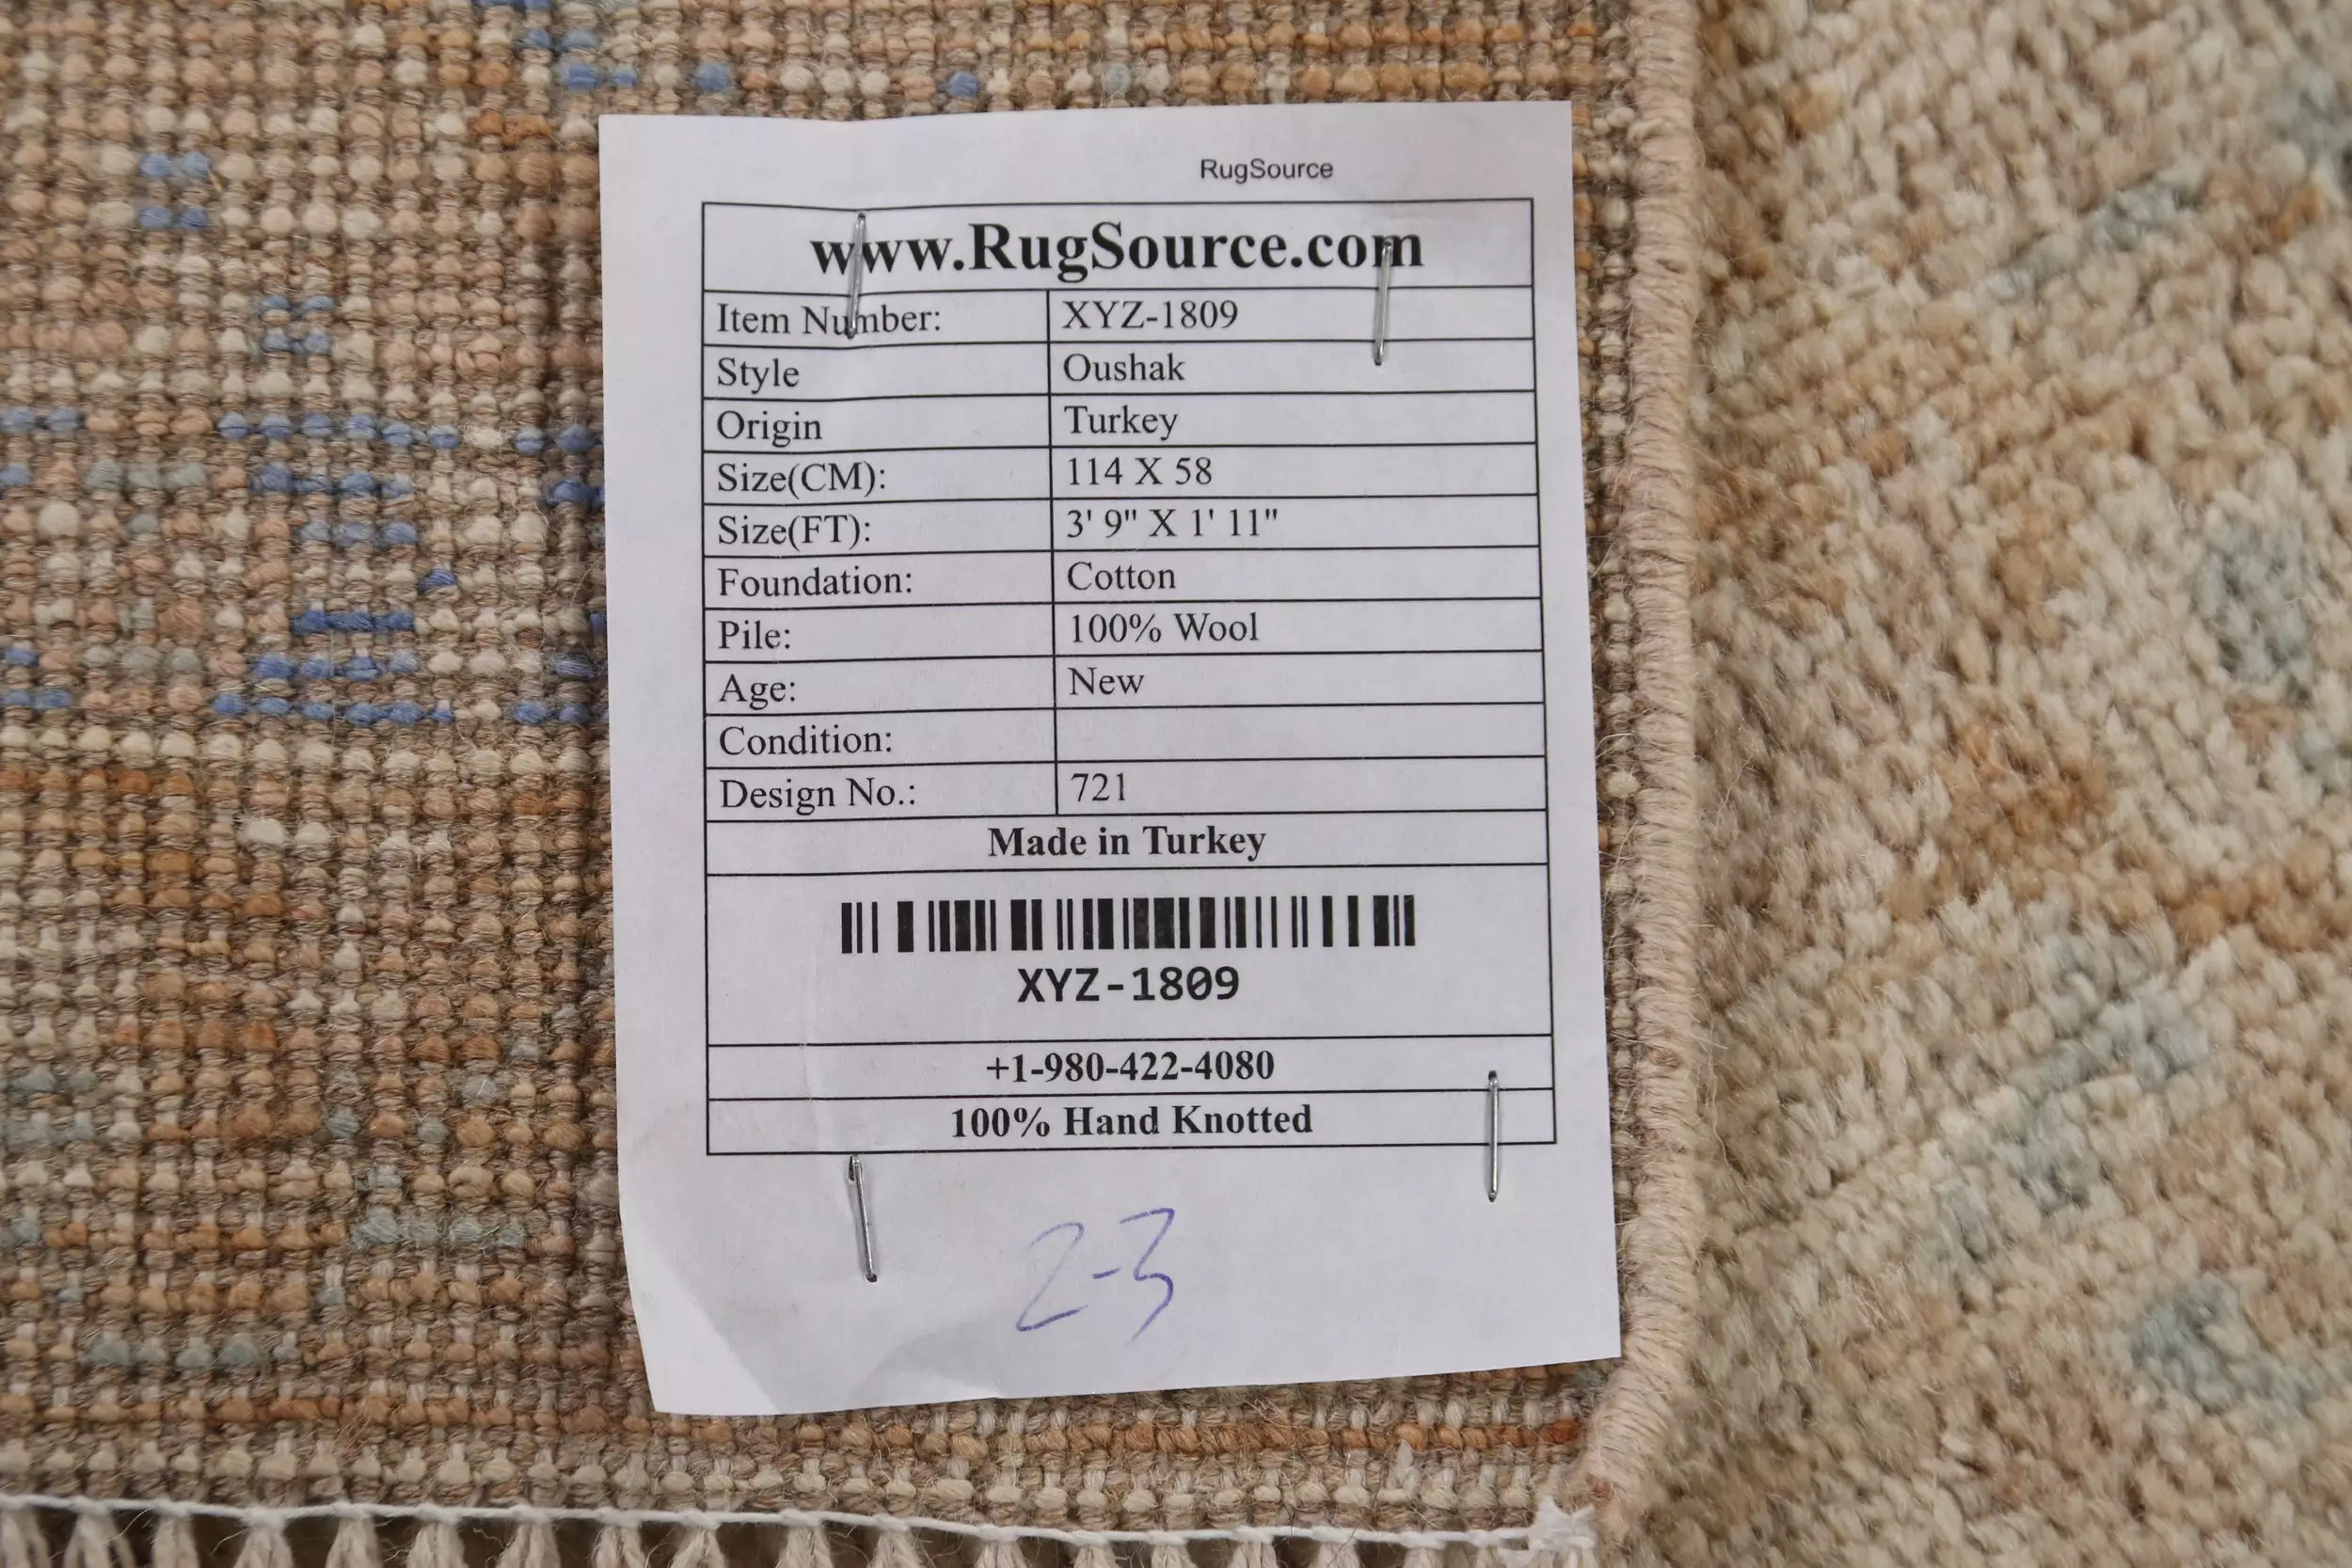 RugSource
www.RugSource.com
Item Number: XYZ-1809
Style Oushak
Origin Turkey
Size(CM): 114 X 58
Size(FT): 3' 9" X 1' 11"
Foundation: Cotton
Pile: 100% Wool
Age: New
Condition:
Design No.: 721
Made in Turkey
XYZ-1809
+1-980-422-4080
100% Hand Knotted
2-3